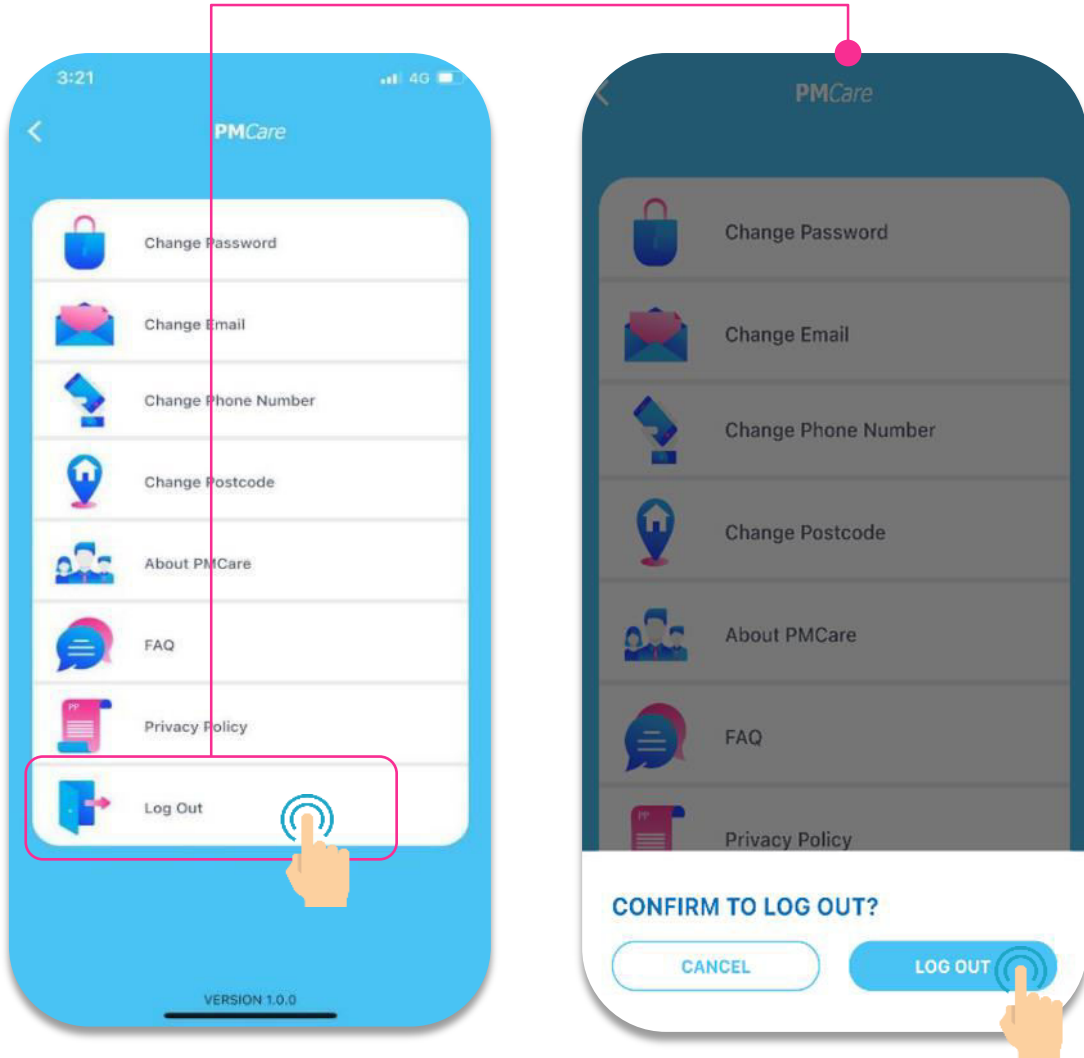 3:21
4G
PMCare
Change Password
Change Email
Change Phone Number
Change Postcode
About PMCare
FAQ
PP
Privacy Policy
Log Out
VERSION 1.0.0
PMCare
Change Password
Change Email
Change Phone Number
Change Postcode
About PMCare
FAQ
PP
Privacy Policy
CONFIRM TO LOG OUT?
CANCEL
LOG OUT